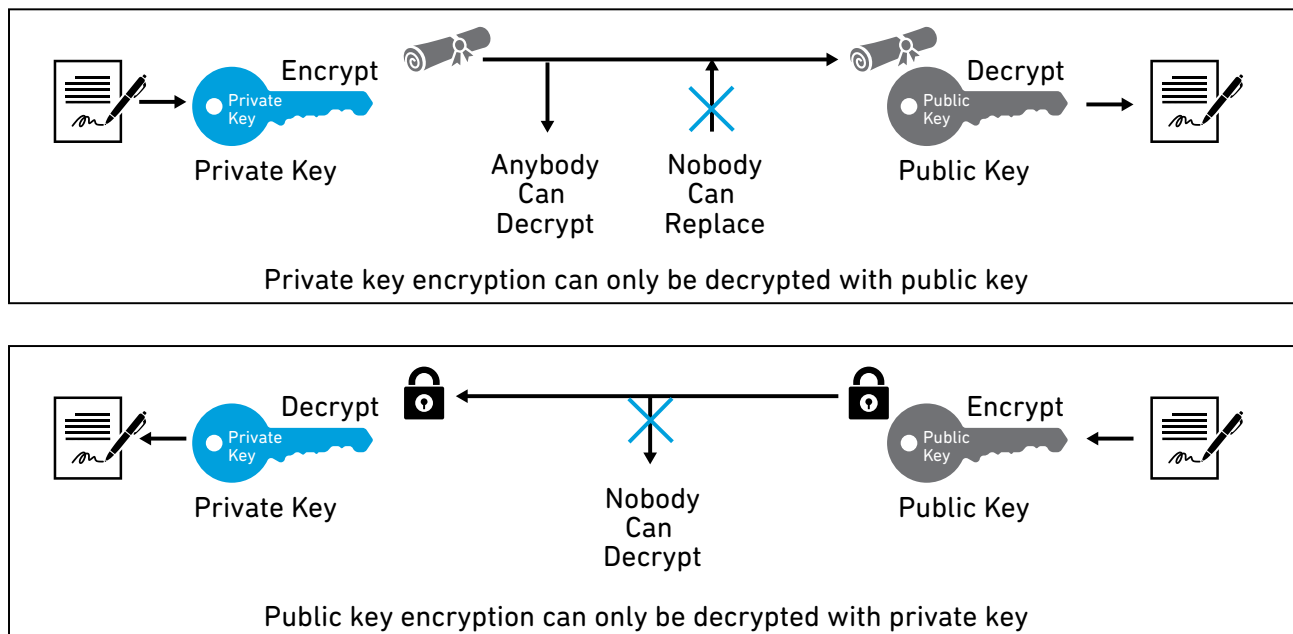 Encrypt
Decrypt
Private
Key
Public
Key
Private Key
Public Key
Anybody
Can
Decrypt
Nobody
Can
Replace
Private key encryption can only be decrypted with public key
Decrypt
Encrypt
Private
Key
Public
Key
Private Key
Public Key
Nobody
Can
Decrypt
Public key encryption can only be decrypted with private key